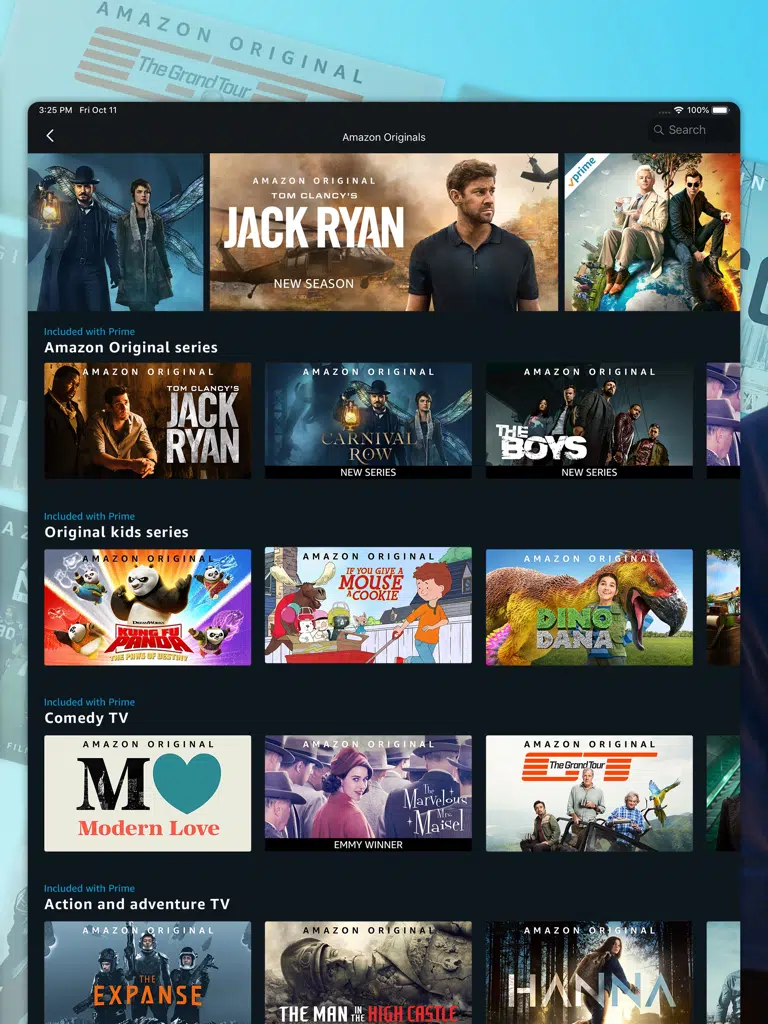 AMAZON ORIGINAL
The Grand Tour
3:25 PM Fri Oct 11
100%
Amazon Originals
Search
AMAZON ORIGINAL
TOM CLANCY'S
JACK RYAN
NEW SEASON
prime
Included with Prime
Amazon Original series
AMAZON ORIGINAL
TOM CLANCY'S
JACK
RYAN
AMAZON ORIGINAL
CARNIVAL
ROW
NEW SERIES
AMAZON ORIGINAL
THE
BOYS
NEW SERIES
Included with Prime
Original kids series
AMAZON ORIGINAL
DREAMWORKS
KUNG FU
PANDA
THE PAWS OF DESTINY
AMAZON ORIGINAL
IF YOU GIVE A
MOUSE
A COOKIE
AMAZON ORIGINAL
DINO
DANA
Included with Prime
Comedy TV
AMAZON ORIGINAL
M
Modern Love
AMAZON ORIGINAL
The
Marvelous
Mrs.
Maisel
EMMY WINNER
AMAZON ORIGINAL
GT
The Grand Tour
Included with Prime
Action and adventure TV
AMAZON ORIGINAL
THE
EXPANSE
AMAZON ORIGINAL
THE MAN IN THE HIGH CASTLE
AMAZON ORIGINAL
HANNA